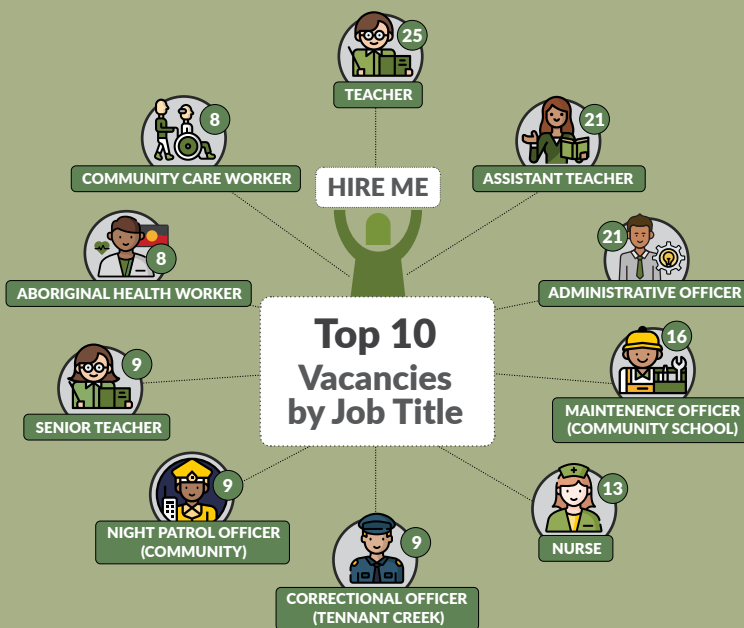 25
TEACHER
21
ASSISTANT TEACHER
21
ADMINISTRATIVE OFFICER
16
MAINTENENCE OFFICER
(COMMUNITY SCHOOL)
13
NURSE
9
CORRECTIONAL OFFICER
(TENNANT CREEK)
9
NIGHT PATROL OFFICER
(COMMUNITY)
9
SENIOR TEACHER
8
ABORIGINAL HEALTH WORKER
8
COMMUNITY CARE WORKER
HIRE ME
Top 10
Vacancies
by Job Title